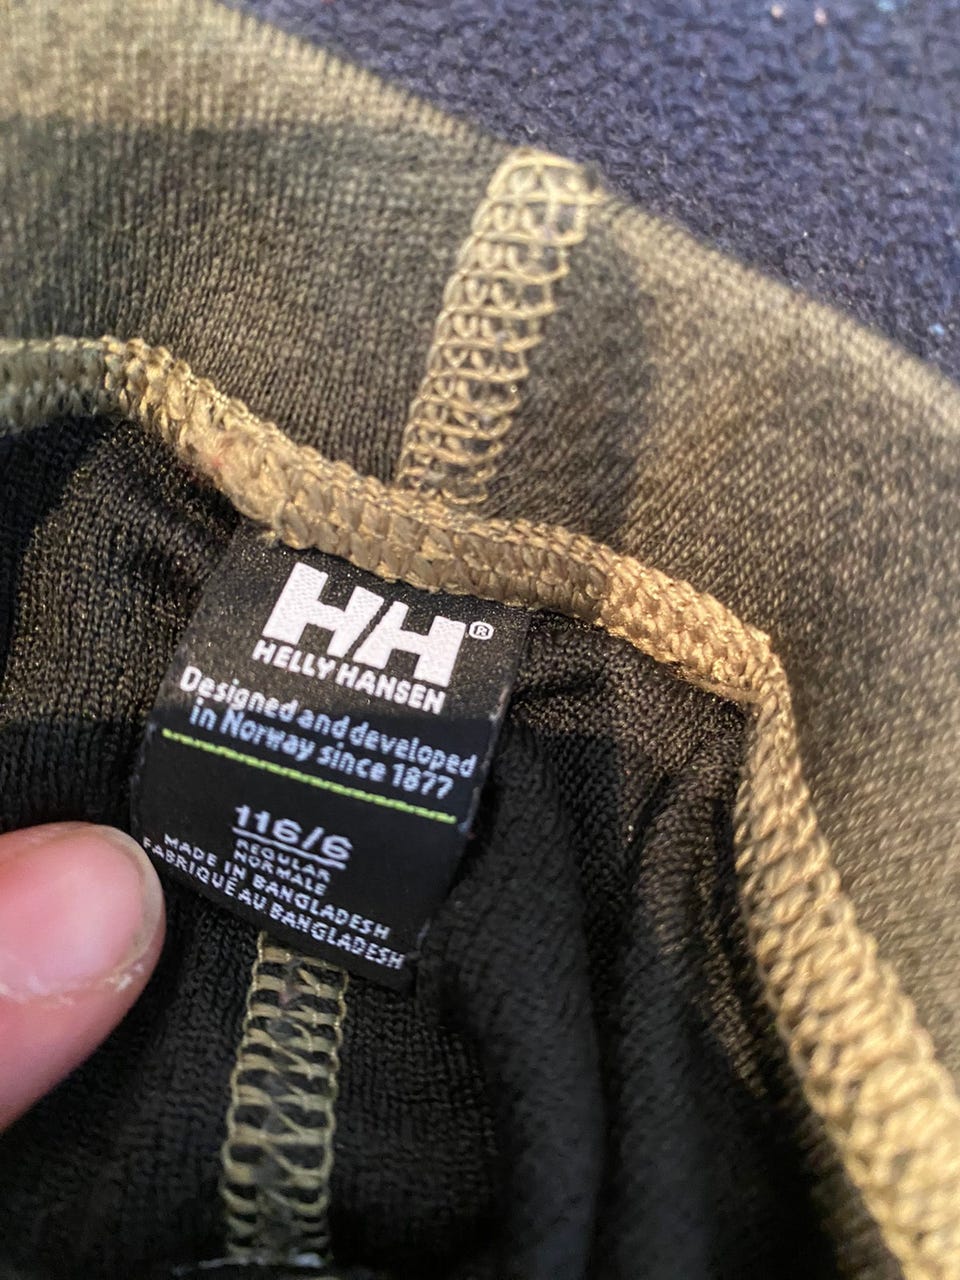 HH®
HELLY HANSEN
Designed and developed
in Norway since 1877
116/6
REGULAR
NORMALE
MADE IN BANGLADESH
FABRIQUÉ AU BANGLADESH